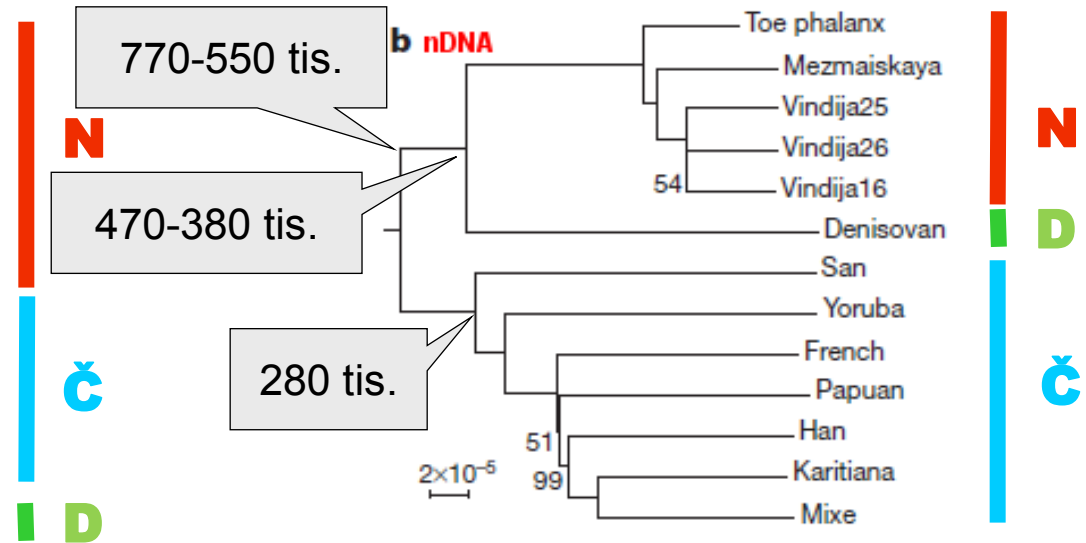 770-550 tis.
b nDNA
N
470-380 tis.
Č
280 tis.
D
Toe phalanx
Mezmaiskaya
Vindija25
Vindija26
54
Vindija16
Denisovan
San
Yoruba
French
Papuan
51
Han
2×10⁻⁵
99
Karitiana
Mixe
N
D
Č